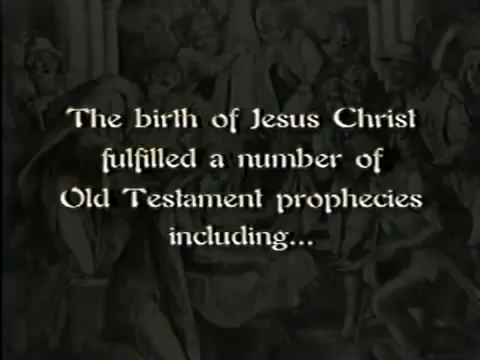 The birth of Jesus Christ
fulfilled a number of
Old Testament prophecies
including...